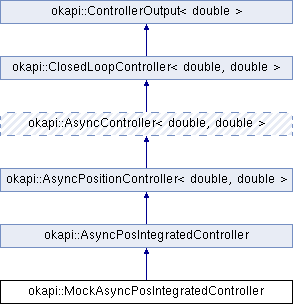 okapi::ControllerOutput< double >
okapi::ClosedLoopController< double, double >
okapi::AsyncController< double, double >
okapi::AsyncPositionController< double, double >
okapi::AsyncPosIntegratedController
okapi::MockAsyncPosIntegratedController